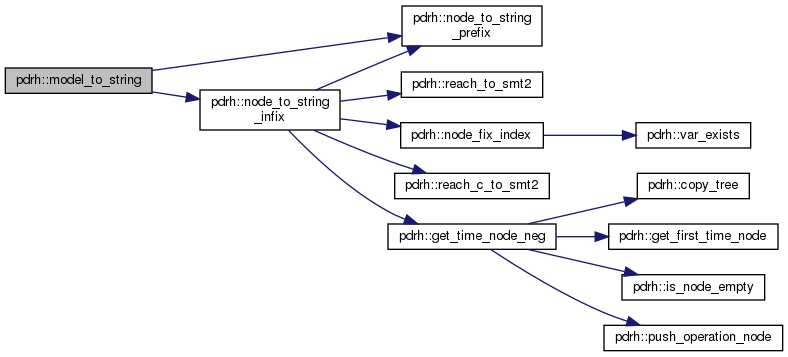 pdrh::model_to_string
pdrh::node_to_string
_infix
pdrh::node_to_string
_prefix
pdrh::reach_to_smt2
pdrh::node_fix_index
pdrh::var_exists
pdrh::reach_c_to_smt2
pdrh::get_time_node_neg
pdrh::copy_tree
pdrh::get_first_time_node
pdrh::is_node_empty
pdrh::push_operation_node